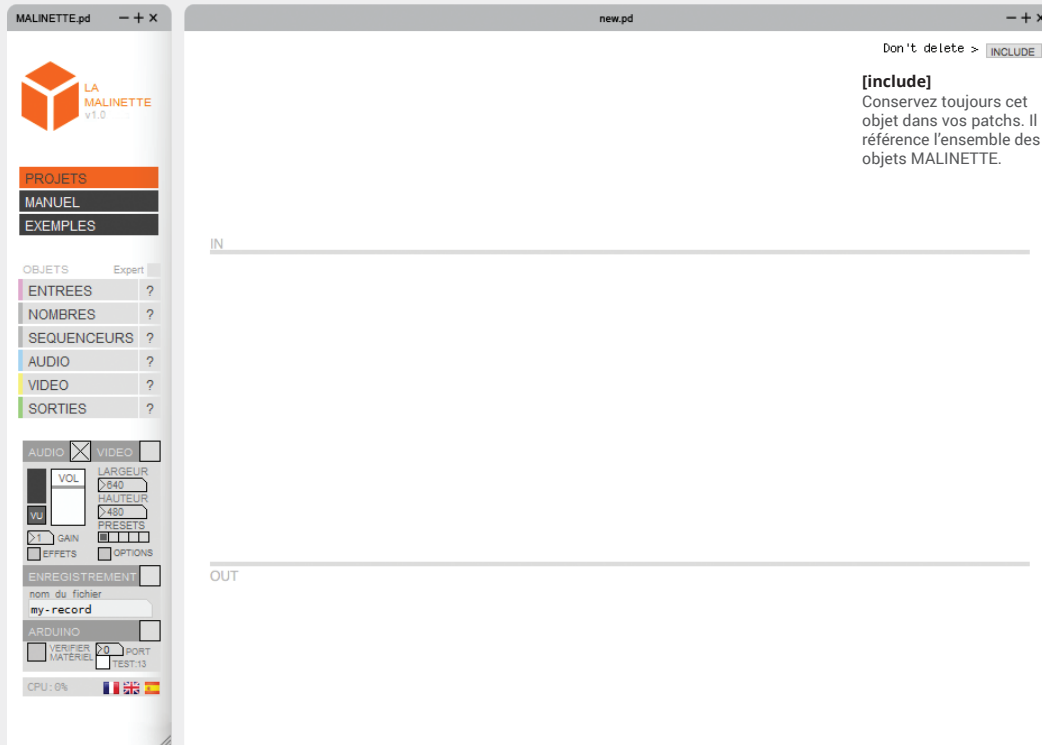 MALINETTE.pd
new.pd
Don't delete > INCLUDE
[include]
Conservez toujours cet
objet dans vos patchs. Il
référence l'ensemble des
objets MALINETTE.
LA
MALINETTE
v1.0
PROJETS
MANUEL
EXEMPLES
OBJETS Expert
ENTREES ?
NOMBRES ?
SEQUENCEURS ?
AUDIO ?
VIDEO ?
SORTIES ?
AUDIO VIDEO
VOL
VU
LARGEUR
640
HAUTEUR
480
PRESETS
1 GAIN
EFFETS OPTIONS
ENREGISTREMENT
nom du fichier
my-record
ARDUINO
VERIFIER
MATÉRIEL
0 PORT
TEST:13
CPU: 0%
IN
OUT